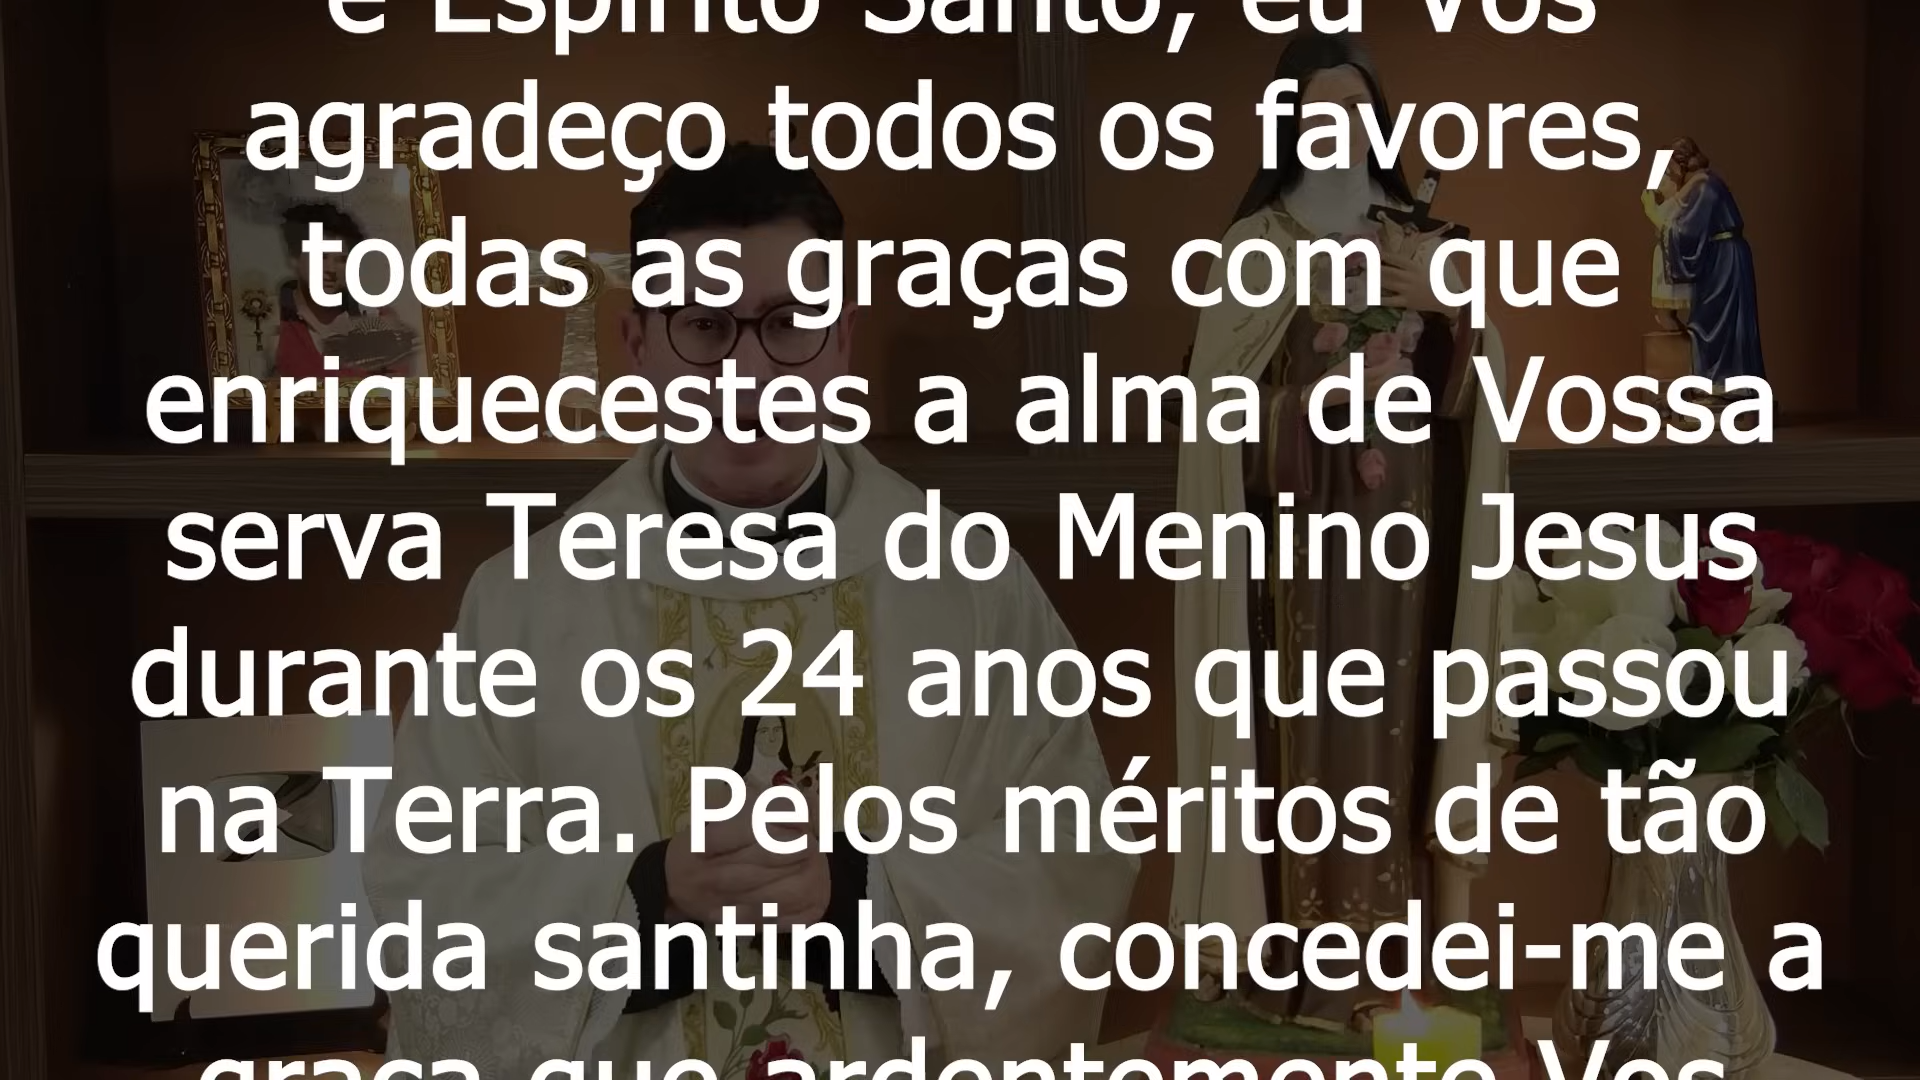 e Espírito Santo, eu Vos
agradeço todos os favores,
todas as graças com que
enriquecestes a alma de Vossa
serva Teresa do Menino Jesus
durante os 24 anos que passou
na Terra. Pelos méritos de tão
querida santinha, concedei-me a
graça que ardentemente Vos